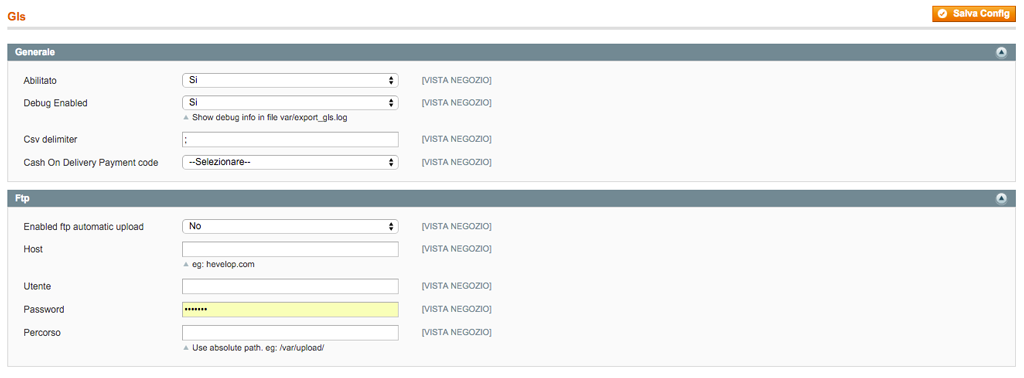 Gls
Salva Config
Generale
Abilitato Si [VISTA NEGOZIO]
Debug Enabled Si [VISTA NEGOZIO]
Show debug info in file var/export_gls.log
Csv delimiter ; [VISTA NEGOZIO]
Cash On Delivery Payment code --Selezionare-- [VISTA NEGOZIO]
Ftp
Enabled ftp automatic upload No [VISTA NEGOZIO]
Host [VISTA NEGOZIO]
eg: hevelop.com
Utente [VISTA NEGOZIO]
Password ••••••• [VISTA NEGOZIO]
Percorso [VISTA NEGOZIO]
Use absolute path. eg: /var/upload/